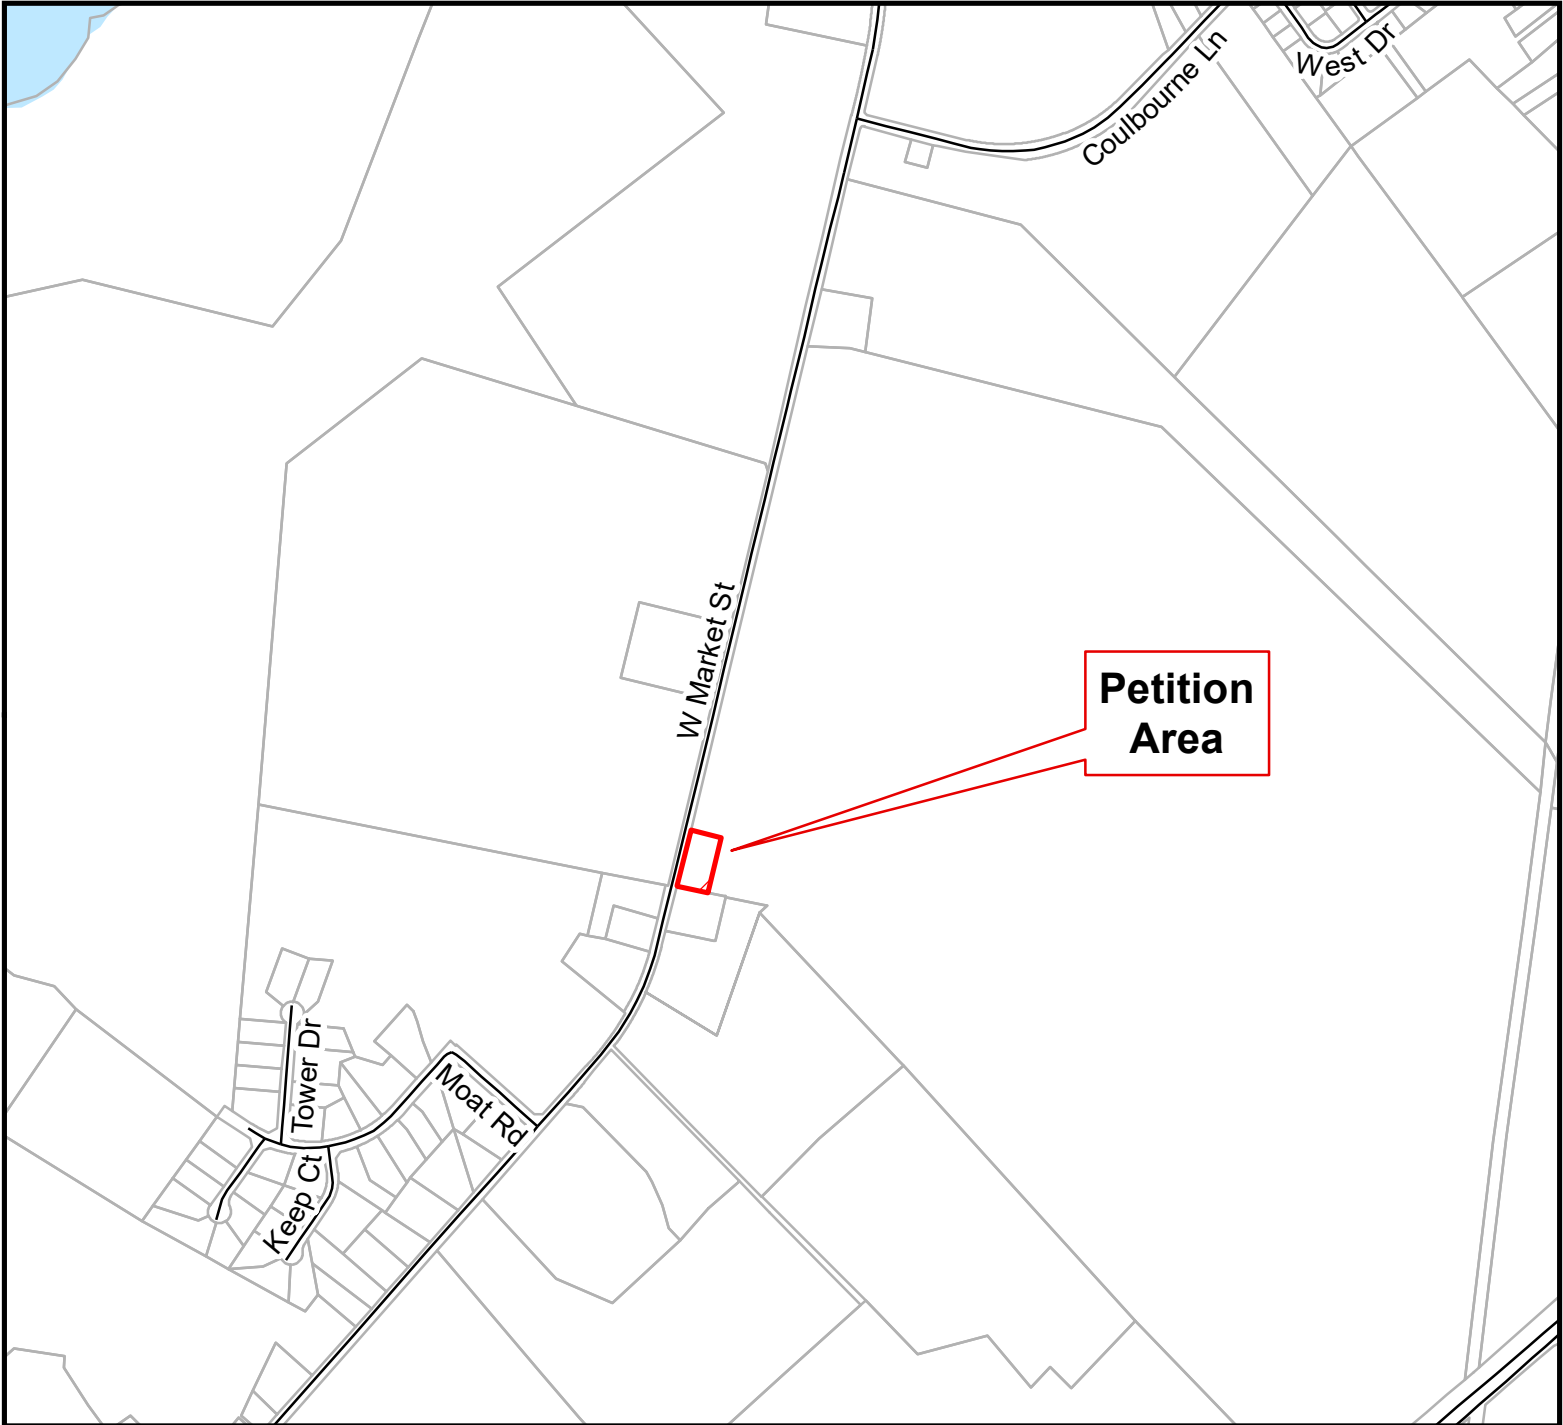 West Dr
Coulbourne Ln
W Market St
Petition
Area
Tower Dr
Moat Rd
Keep Ct